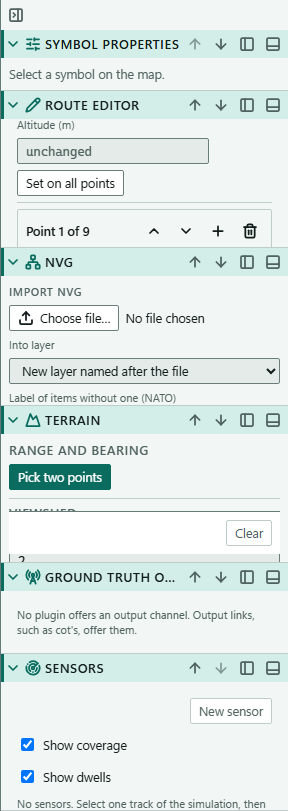 SYMBOL PROPERTIES
Select a symbol on the map.
ROUTE EDITOR
Altitude (m)
unchanged
Set on all points
Point 1 of 9
NVG
IMPORT NVG
Choose file... No file chosen
Into layer
New layer named after the file
Label of items without one (NATO)
TERRAIN
RANGE AND BEARING
Pick two points
Clear
GROUND TRUTH O...
No plugin offers an output channel. Output links,
such as cot's, offer them.
SENSORS
New sensor
Show coverage
Show dwells
No sensors. Select one track of the simulation, then